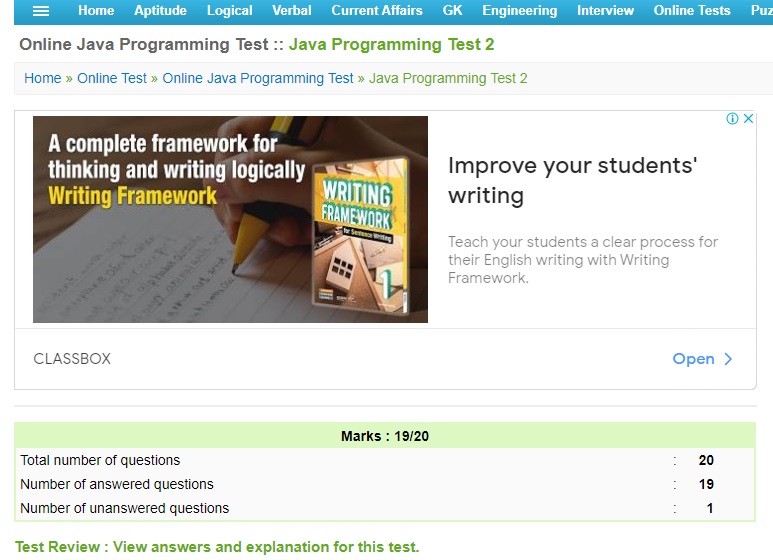 Home Aptitude Logical Verbal Current Affairs GK Engineering Interview Online Tests Puz
Online Java Programming Test :: Java Programming Test 2
Home » Online Test » Online Java Programming Test » Java Programming Test 2
A complete framework for
thinking and writing logically
Writing Framework
WRITING
FRAMEWORK
for Sentence Writing
1
Improve your students'
writing
Teach your students a clear process for
their English writing with Writing
Framework.
CLASSBOX
Open
Marks : 19/20
Total number of questions : 20
Number of answered questions : 19
Number of unanswered questions : 1
Test Review : View answers and explanation for this test.